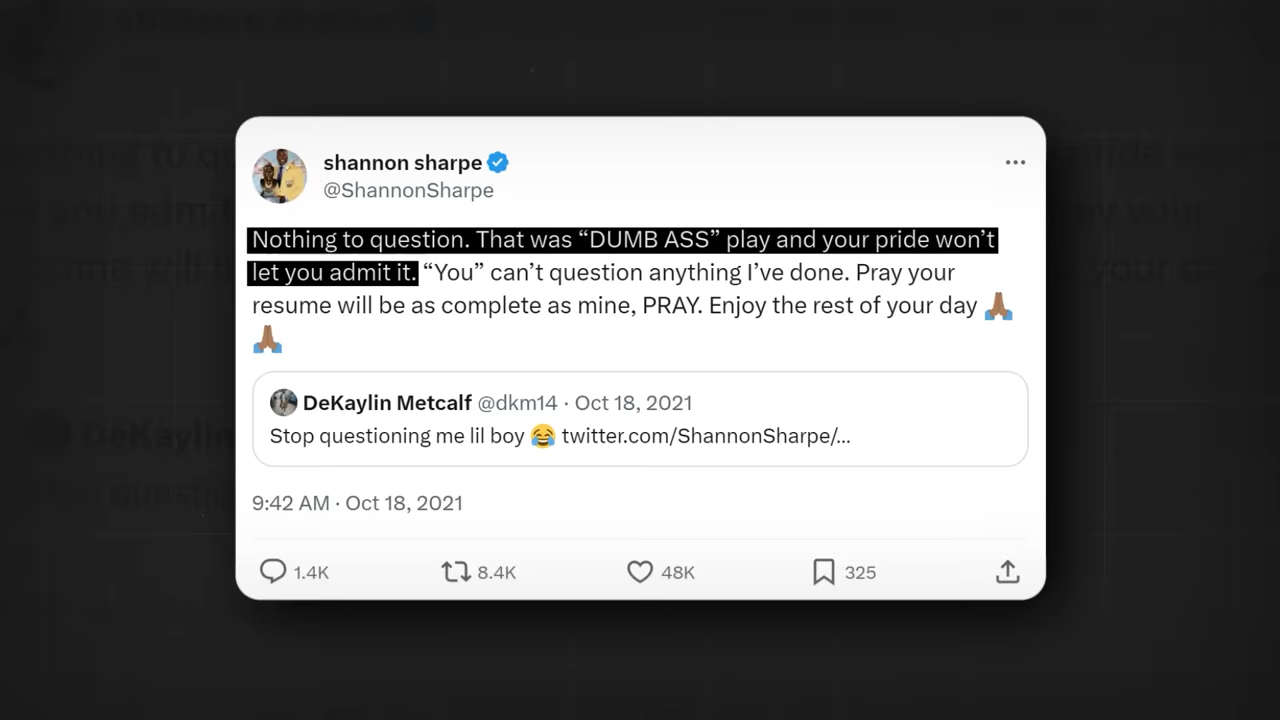 shannon sharpe
@ShannonSharpe
Nothing to question. That was “DUMB ASS” play and your pride won’t
let you admit it. “You” can’t question anything I’ve done. Pray your
resume will be as complete as mine, PRAY. Enjoy the rest of your day 🙏🏾
🙏🏾
DeKaylin Metcalf @dkm14 · Oct 18, 2021
Stop questioning me lil boy 😂 twitter.com/ShannonSharpe/...
9:42 AM · Oct 18, 2021
1.4K 8.4K 48K 325